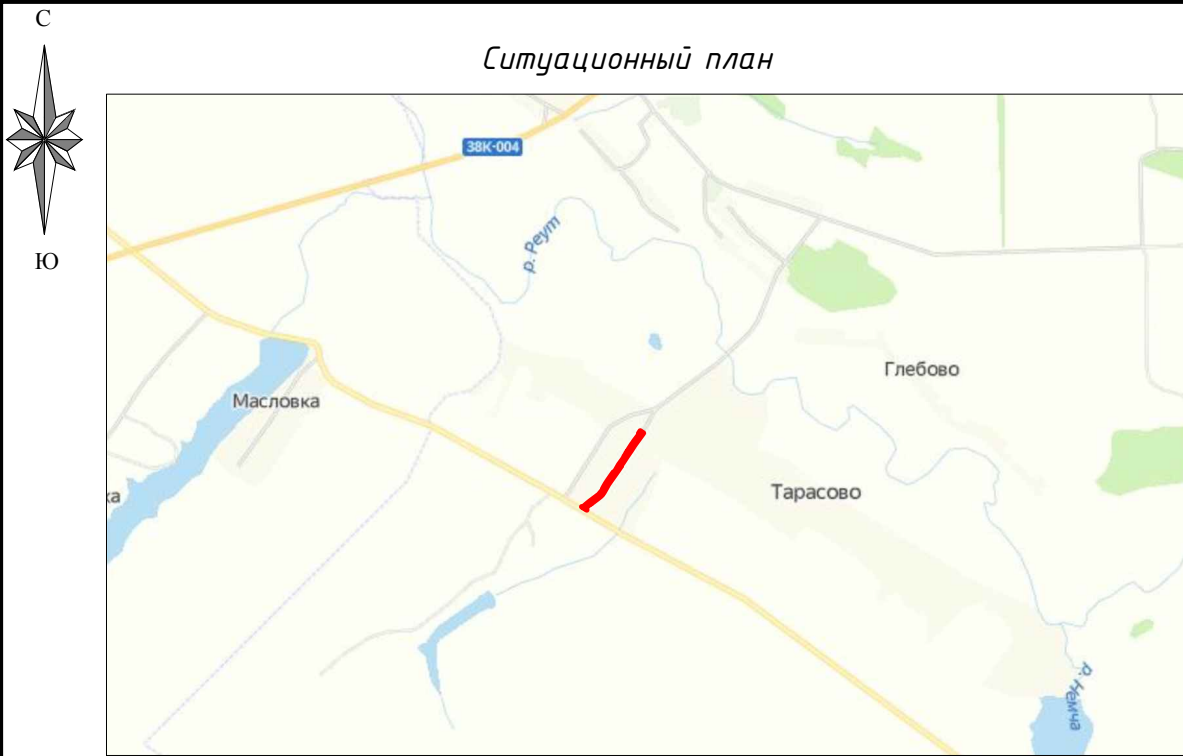 С
Ситуационный план
Ю
38К-004
р. Реут
Глебово
Масловка
ка
Тарасово
р. Немча